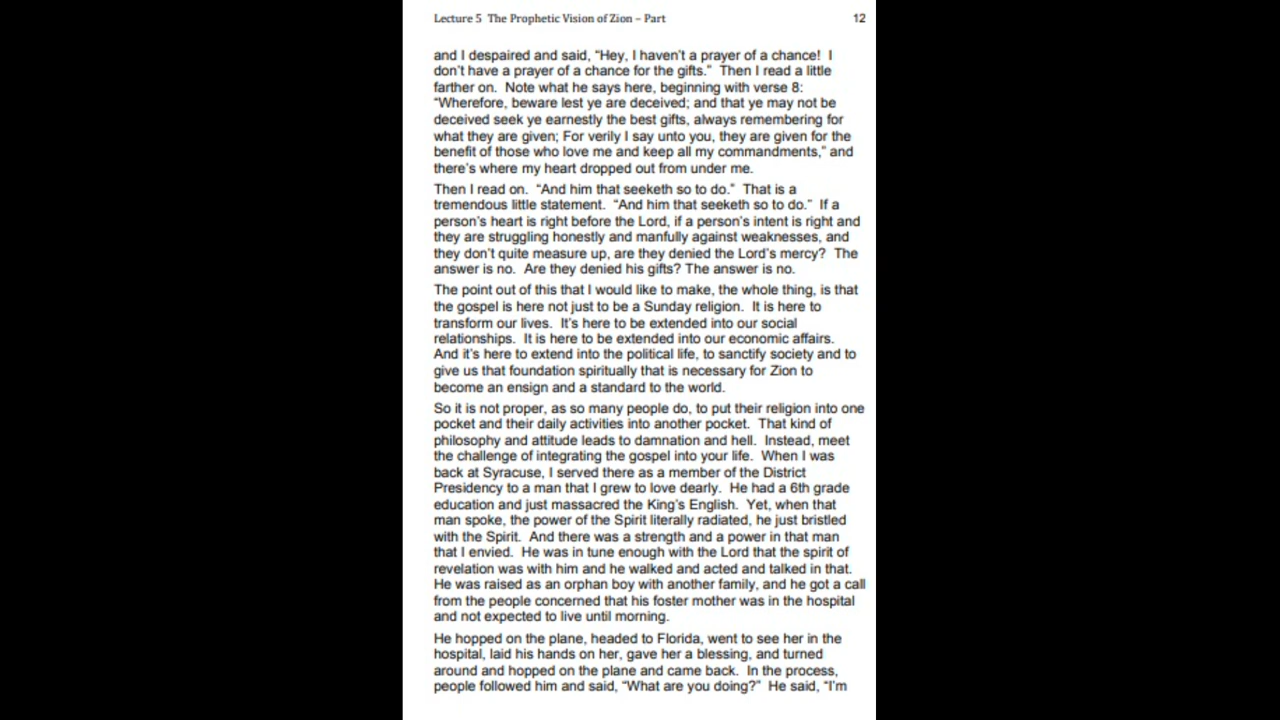 Lecture 5 The Prophetic Vision of Zion – Part 12
and I despaired and said, “Hey, I haven’t a prayer of a chance! I
don’t have a prayer of a chance for the gifts.” Then I read a little
farther on. Note what he says here, beginning with verse 8:
“Wherefore, beware lest ye are deceived; and that ye may not be
deceived seek ye earnestly the best gifts, always remembering for
what they are given; For verily I say unto you, they are given for the
benefit of those who love me and keep all my commandments,” and
there’s where my heart dropped out from under me.
Then I read on. “And him that seeketh so to do.” That is a
tremendous little statement. “And him that seeketh so to do.” If a
person’s heart is right before the Lord, if a person’s intent is right and
they are struggling honestly and manfully against weaknesses, and
they don’t quite measure up, are they denied the Lord’s mercy? The
answer is no. Are they denied his gifts? The answer is no.
The point out of this that I would like to make, the whole thing, is that
the gospel is here not just to be a Sunday religion. It is here to
transform our lives. It’s here to be extended into our social
relationships. It is here to be extended into our economic affairs.
And it’s here to extend into the political life, to sanctify society and to
give us that foundation spiritually that is necessary for Zion to
become an ensign and a standard to the world.
So it is not proper, as so many people do, to put their religion into one
pocket and their daily activities into another pocket. That kind of
philosophy and attitude leads to damnation and hell. Instead, meet
the challenge of integrating the gospel into your life. When I was
back at Syracuse, I served there as a member of the District
Presidency to a man that I grew to love dearly. He had a 6th grade
education and just massacred the King’s English. Yet, when that
man spoke, the power of the Spirit literally radiated, he just bristled
with the Spirit. And there was a strength and a power in that man
that I envied. He was in tune enough with the Lord that the spirit of
revelation was with him and he walked and acted and talked in that.
He was raised as an orphan boy with another family, and he got a call
from the people concerned that his foster mother was in the hospital
and not expected to live until morning.
He hopped on the plane, headed to Florida, went to see her in the
hospital, laid his hands on her, gave her a blessing, and turned
around and hopped on the plane and came back. In the process,
people followed him and said, “What are you doing?” He said, “I’m